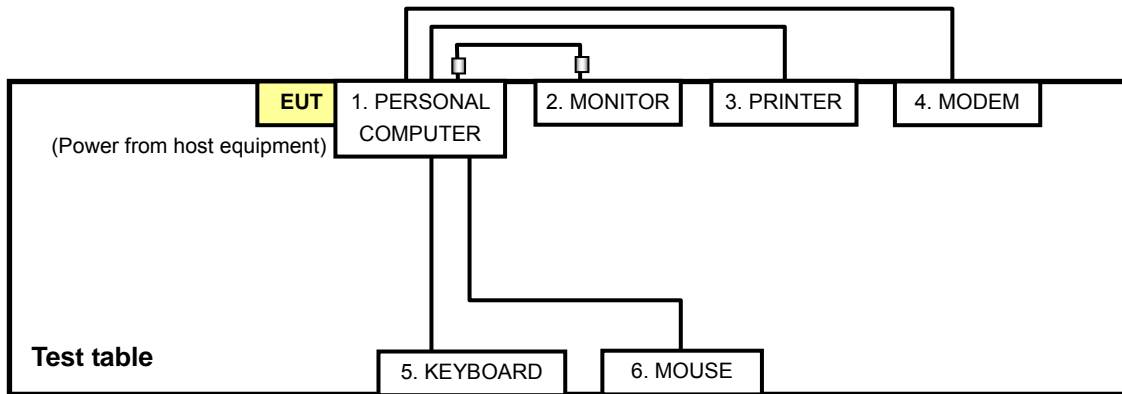 EUT
1. PERSONAL
COMPUTER
2. MONITOR
3. PRINTER
4. MODEM
(Power from host equipment)
Test table
5. KEYBOARD
6. MOUSE